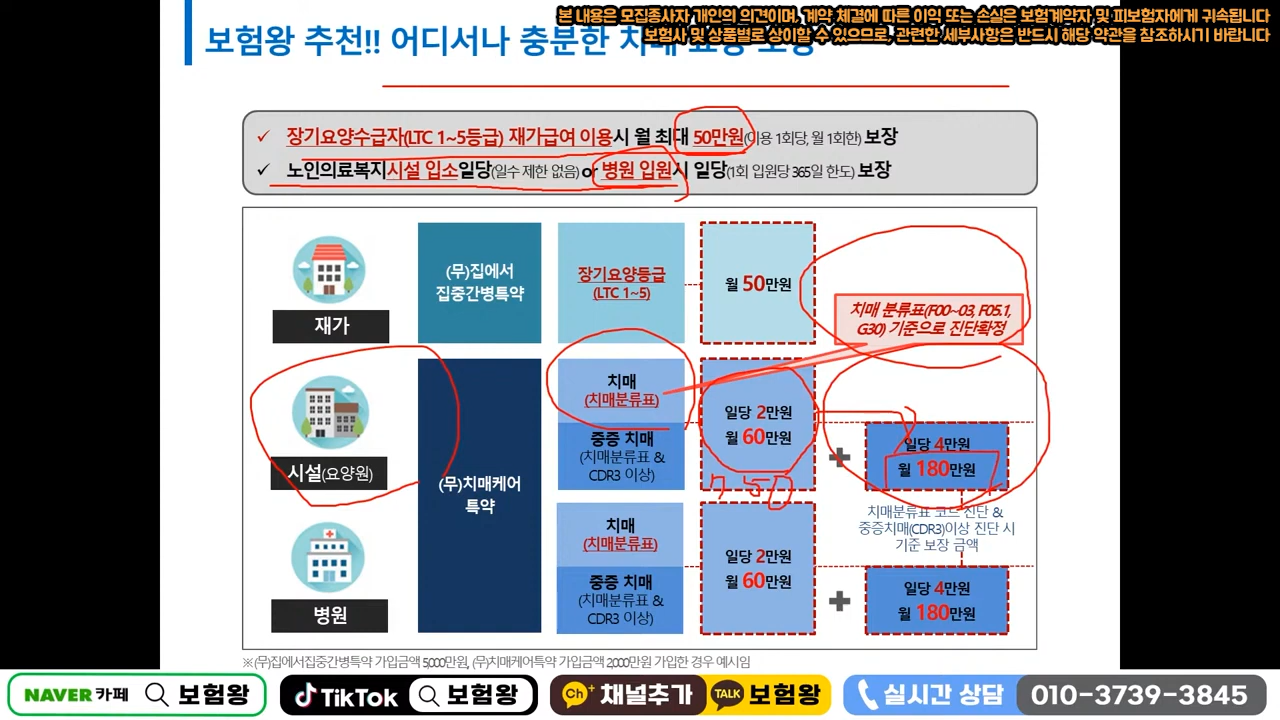 본 내용은 모집종사자 개인의 의견이며, 계약 체결에 따른 이익 또는 손실은 보험계약자 및 피보험자에게 귀속됩니다
보험사 및 상품별로 상이할 수 있으므로, 관련한 세부사항은 반드시 해당 약관을 참조하시기 바랍니다
보험왕 추천!! 어디서나 충분한 치매 요양 보장
장기요양수급자(LTC 1~5등급) 재가급여 이용시 월 최대 50만원(이용 1회당, 월 1회한) 보장
노인의료복지시설 입소일당(일수 제한 없음) or 병원 입원시 일당(1회 입원당 365일 한도) 보장
재가
(무)집에서
집중간병특약
장기요양등급
(LTC 1~5)
월 50만원
치매 분류표(F00~03, F05.1,
G30) 기준으로 진단확정
시설(요양원)
(무)치매케어
특약
치매
(치매분류표)
중증 치매
(치매분류표 &
CDR3 이상)
일당 2만원
월 60만원
750
+
일당 4만원
월 180만원
치매분류표 코드 진단 &
중증치매(CDR3)이상 진단 시
기준 보장 금액
병원
치매
(치매분류표)
중증 치매
(치매분류표 &
CDR3 이상)
일당 2만원
월 60만원
+
일당 4만원
월 180만원
※(무)집에서집중간병특약 가입금액 5,000만원, (무)치매케어특약 가입금액 2,000만원 가입한 경우 예시임
NAVER 카페 보험왕
TikTok 보험왕
Ch+ 채널추가 TALK 보험왕
실시간 상담 010-3739-3845